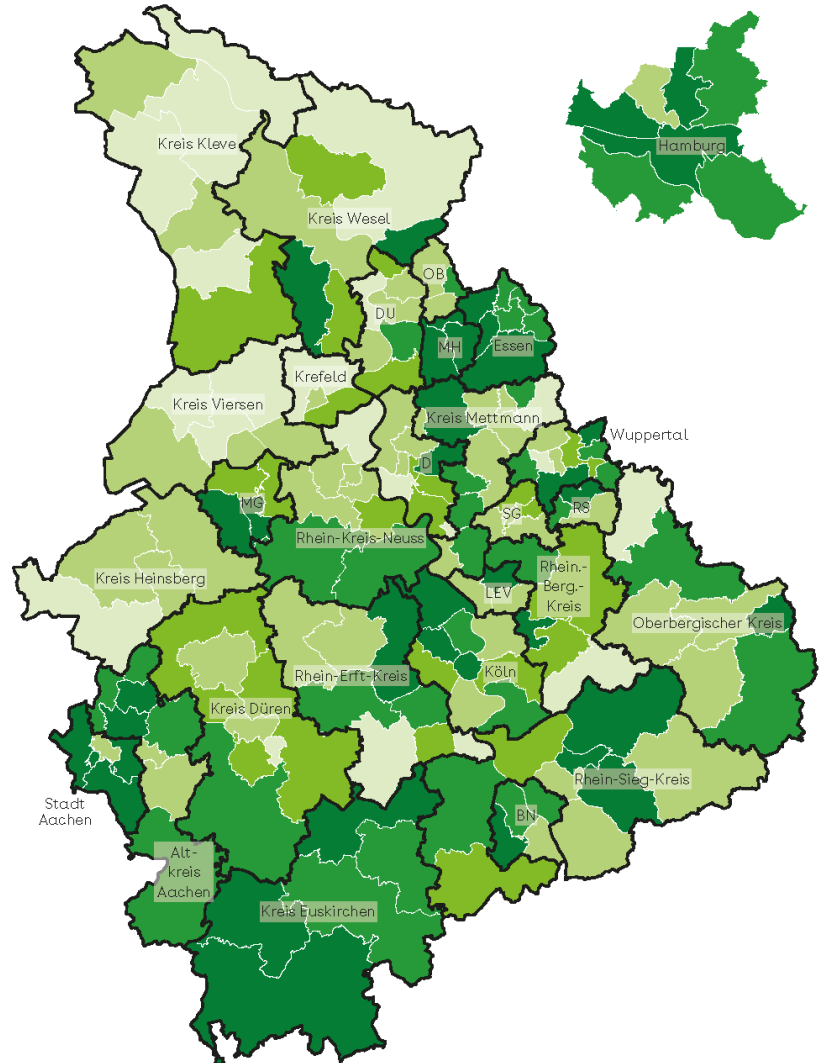 Hamburg
Kreis Kleve
Kreis Wesel
OB
DU
MH
Essen
Krefeld
Kreis Viersen
Kreis Mettmann
Wuppertal
D
MG
SG
RS
Rhein-Kreis-Neuss
Kreis Heinsberg
LEV
Rhein.-
Berg.-
Kreis
Oberbergischer Kreis
Rhein-Erft-Kreis
Köln
Kreis Düren
Rhein-Sieg-Kreis
Stadt
Aachen
BN
Alt-
kreis
Aachen
Kreis Euskirchen